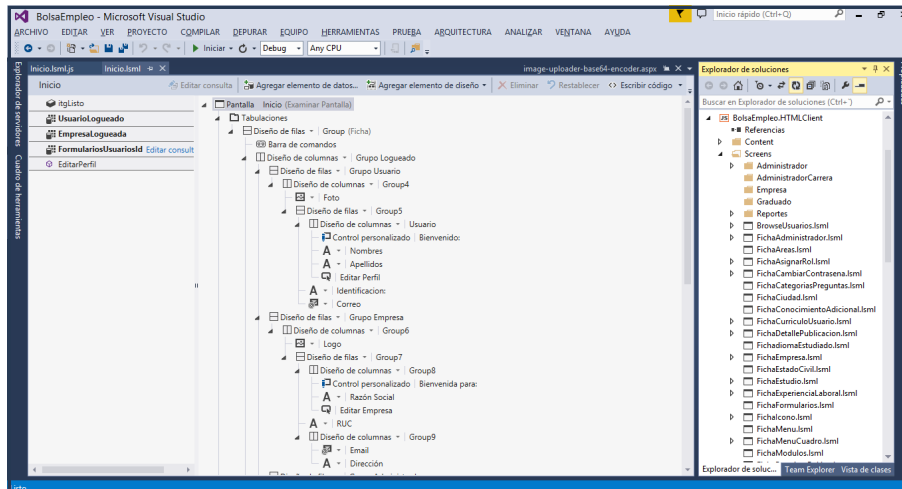 BolsaEmpleo - Microsoft Visual Studio
Inicio rápido (Ctrl+Q)
ARCHIVO EDITAR VER PROYECTO COMPILAR DEPURAR EQUIPO HERRAMIENTAS PRUEBA ARQUITECTURA ANALIZAR VENTANA AYUDA
Iniciar Debug Any CPU
Explorador de servidores
Cuadro de herramientas
Inicio.lsml.js Inicio.lsml image-uploader-base64-encoder.aspx
Inicio Editar consulta Agregar elemento de datos... Agregar elemento de diseño Eliminar Restablecer Escribir código
itgListo
UsuarioLogueado
EmpresaLogueada
FormulariosUsuariosId Editar consult
EditarPerfil
Pantalla Inicio (Examinar Pantalla)
Tabulaciones
Diseño de filas Group (Ficha)
Barra de comandos
Diseño de columnas Grupo Logueado
Diseño de filas Grupo Usuario
Diseño de columnas Group4
Foto
Diseño de filas Group5
Diseño de columnas Usuario
Control personalizado Bienvenido:
A Nombres
A Apellidos
Editar Perfil
A Identificacion:
Correo
Diseño de filas Grupo Empresa
Diseño de columnas Group6
Logo
Diseño de filas Group7
Diseño de columnas Group8
Control personalizado Bienvenida para:
A Razón Social
Editar Empresa
A RUC
Diseño de columnas Group9
Email
A Dirección
Explorador de soluciones
Buscar en Explorador de soluciones (Ctrl+´)
JS BolsaEmpleo.HTMLClient
Referencias
Content
Screens
Administrador
AdministradorCarrera
Empresa
Graduado
Reportes
BrowseUsuarios.lsml
FichaAdministrador.lsml
FichaAreas.lsml
FichaAsignarRol.lsml
FichaCambiarContrasena.lsml
FichaCategoriasPreguntas.lsml
FichaCiudad.lsml
FichaConocimientoAdicional.lsml
FichaCurriculoUsuario.lsml
FichaDetallePublicacion.lsml
FichadiomaEstudiado.lsml
FichaEmpresa.lsml
FichaEstadoCivil.lsml
FichaEstudio.lsml
FichaExperienciaLaboral.lsml
FichaFormularios.lsml
FichaIcono.lsml
FichaMenu.lsml
FichaMenuCuadro.lsml
FichaModulos.lsml
Explorador de soluc... Team Explorer Vista de clases